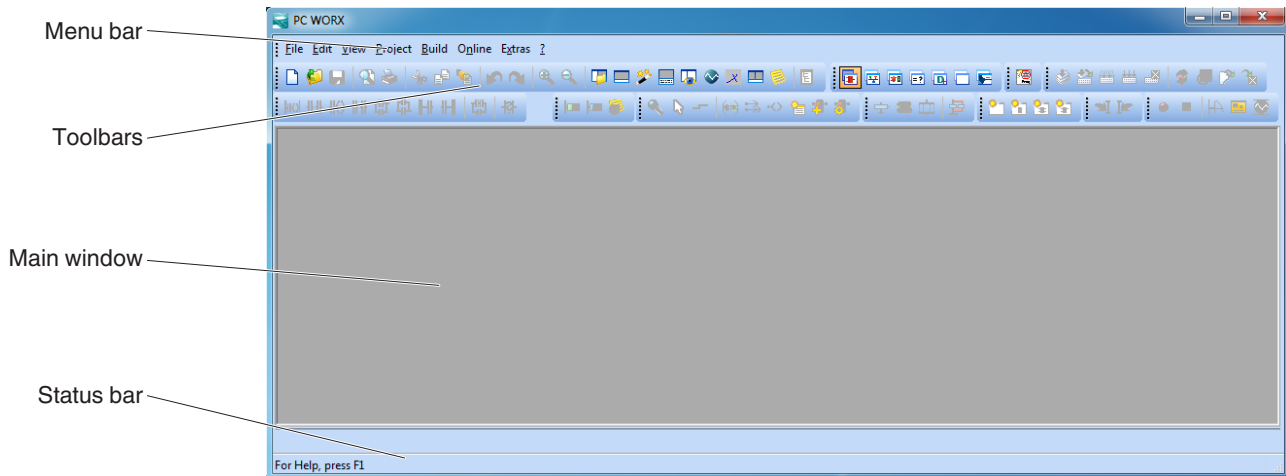 PC WORX
Menu bar
File Edit View Project Build Online Extras ?
Toolbars
Main window
Status bar
For Help, press F1